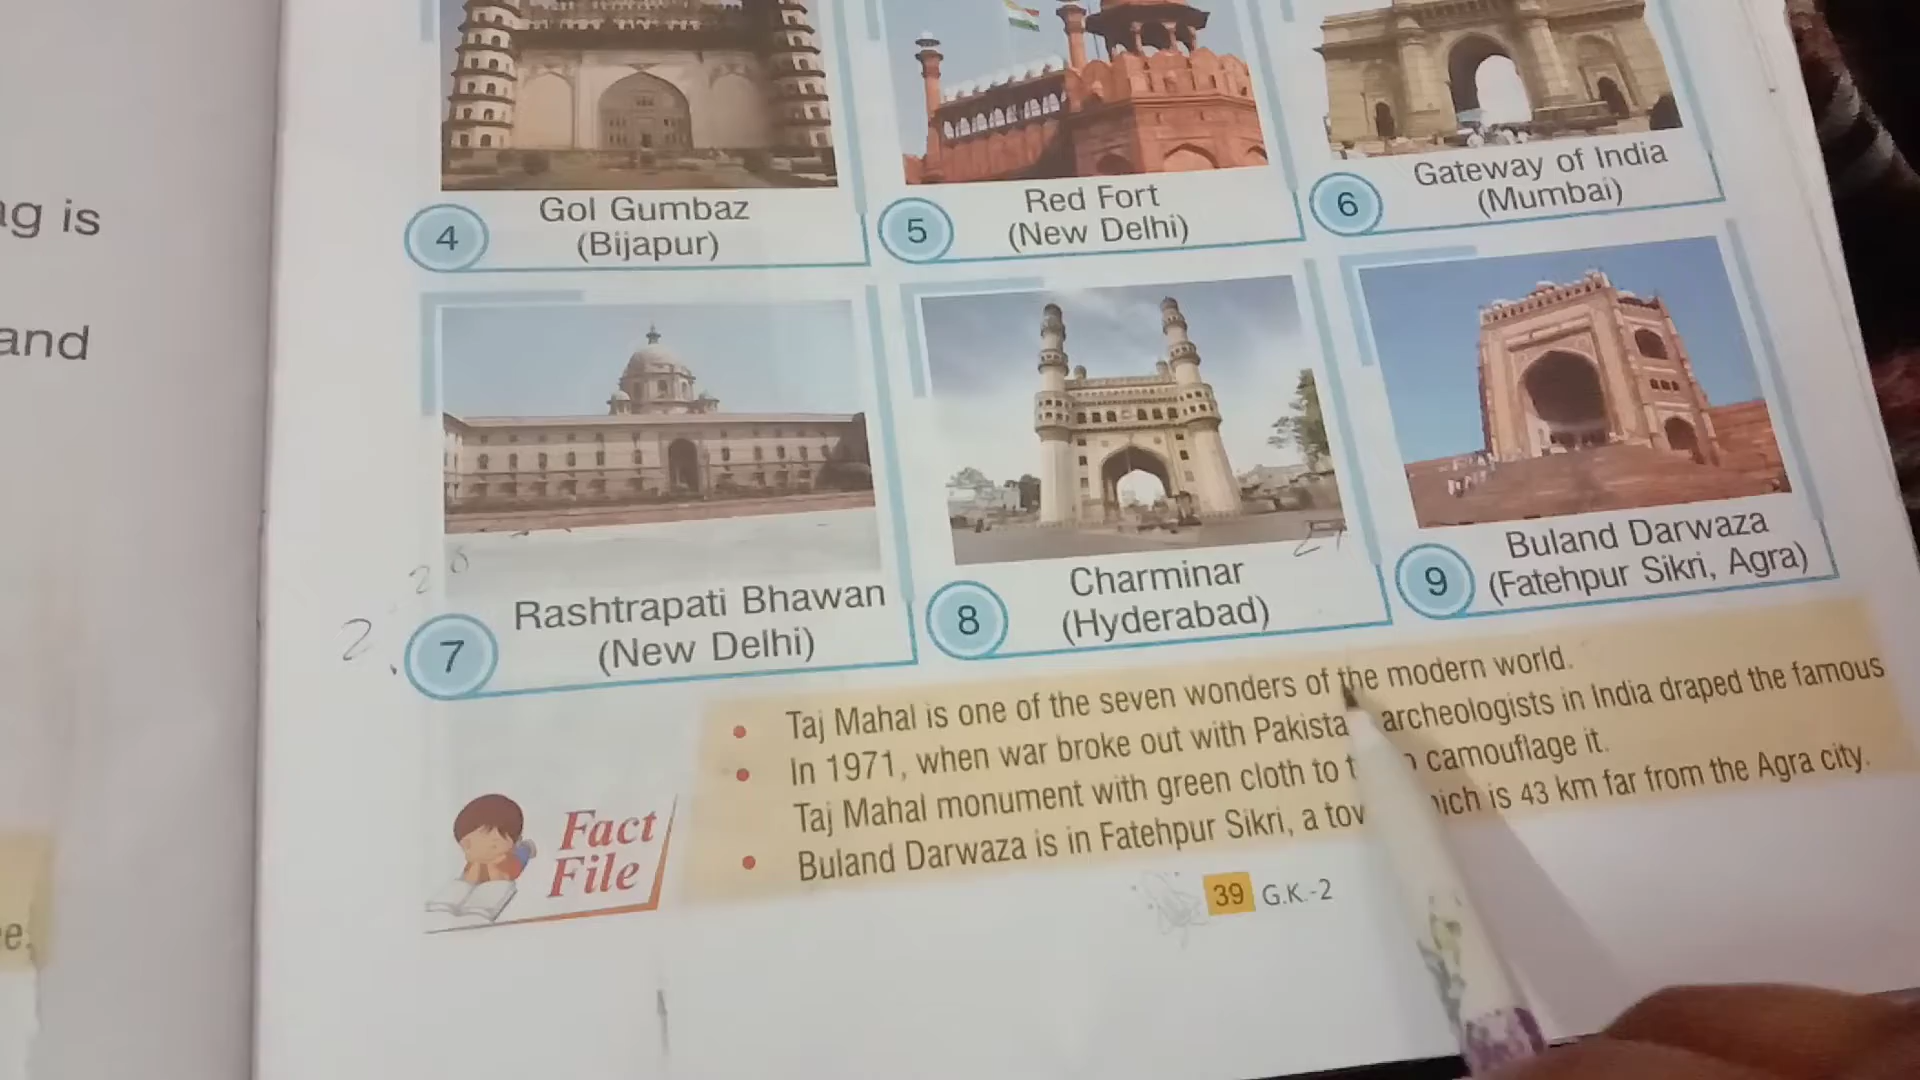 ag is
and
e.
Gol Gumbaz
4
(Bijapur)
Red Fort
5
(New Delhi)
Gateway of India
6
(Mumbai)
Rashtrapati Bhawan
7
(New Delhi)
Charminar
8
(Hyderabad)
Buland Darwaza
9
(Fatehpur Sikri, Agra)
Fact
File
• Taj Mahal is one of the seven wonders of the modern world.
• In 1971, when war broke out with Pakista archeologists in India draped the famous
Taj Mahal monument with green cloth to camouflage it.
• Buland Darwaza is in Fatehpur Sikri, a tow hich is 43 km far from the Agra city.
39 G.K.-2